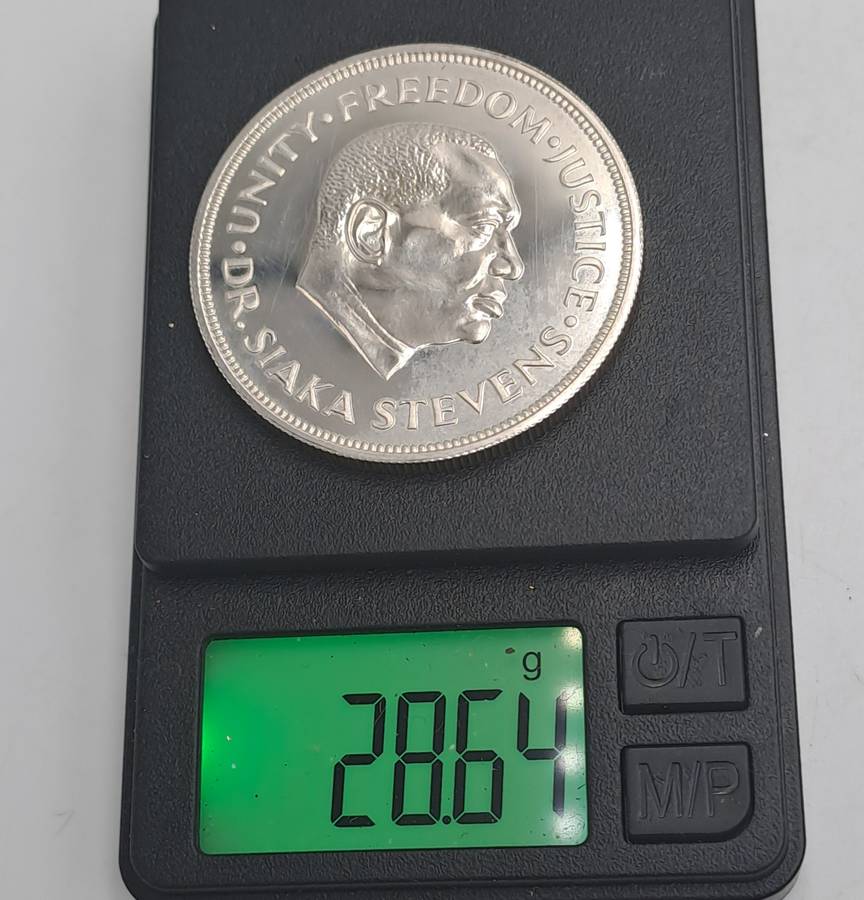 DR. SIAKA STEVENS · UNITY · FREEDOM · JUSTICE ·
g
28.64
⏻/T
M/P